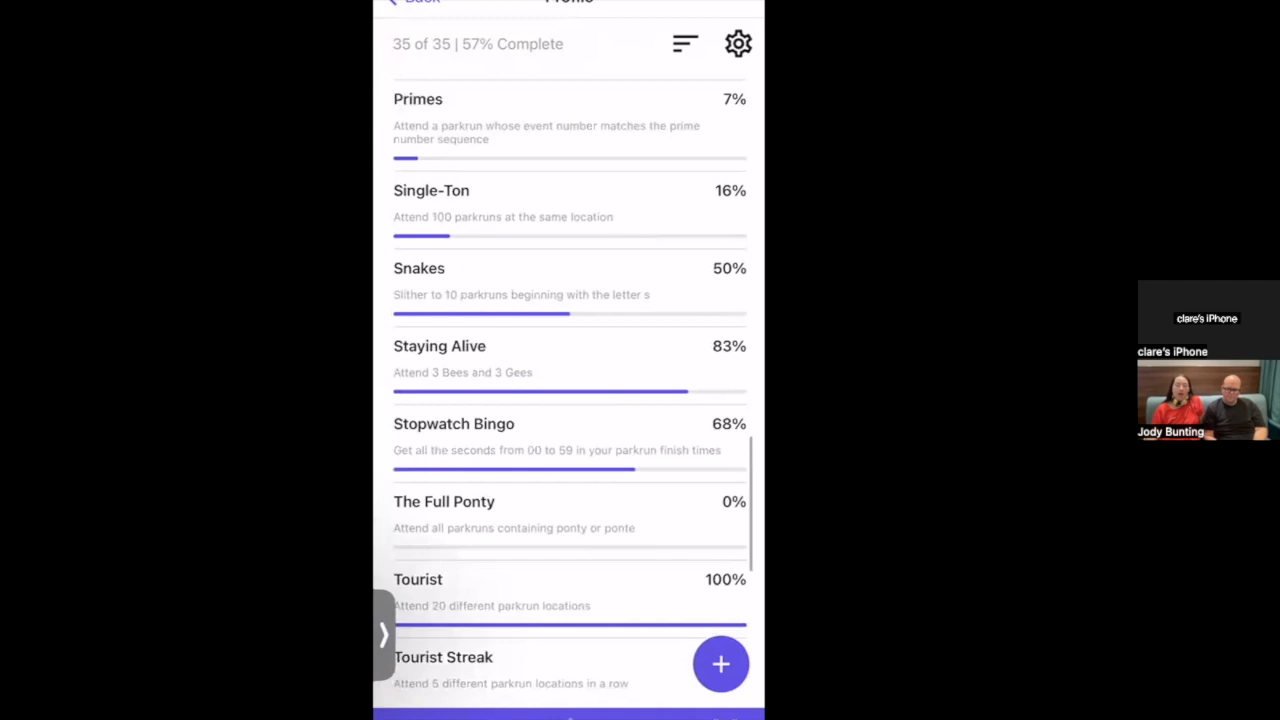 Back
Profile
35 of 35 | 57% Complete
Primes 7%
Attend a parkrun whose event number matches the prime
number sequence
Single-Ton 16%
Attend 100 parkruns at the same location
Snakes 50%
Slither to 10 parkruns beginning with the letter s
Staying Alive 83%
Attend 3 Bees and 3 Gees
Stopwatch Bingo 68%
Get all the seconds from 00 to 59 in your parkrun finish times
The Full Ponty 0%
Attend all parkruns containing ponty or ponte
Tourist 100%
Attend 20 different parkrun locations
Tourist Streak
Attend 5 different parkrun locations in a row
clare's iPhone
clare's iPhone
Jody Bunting